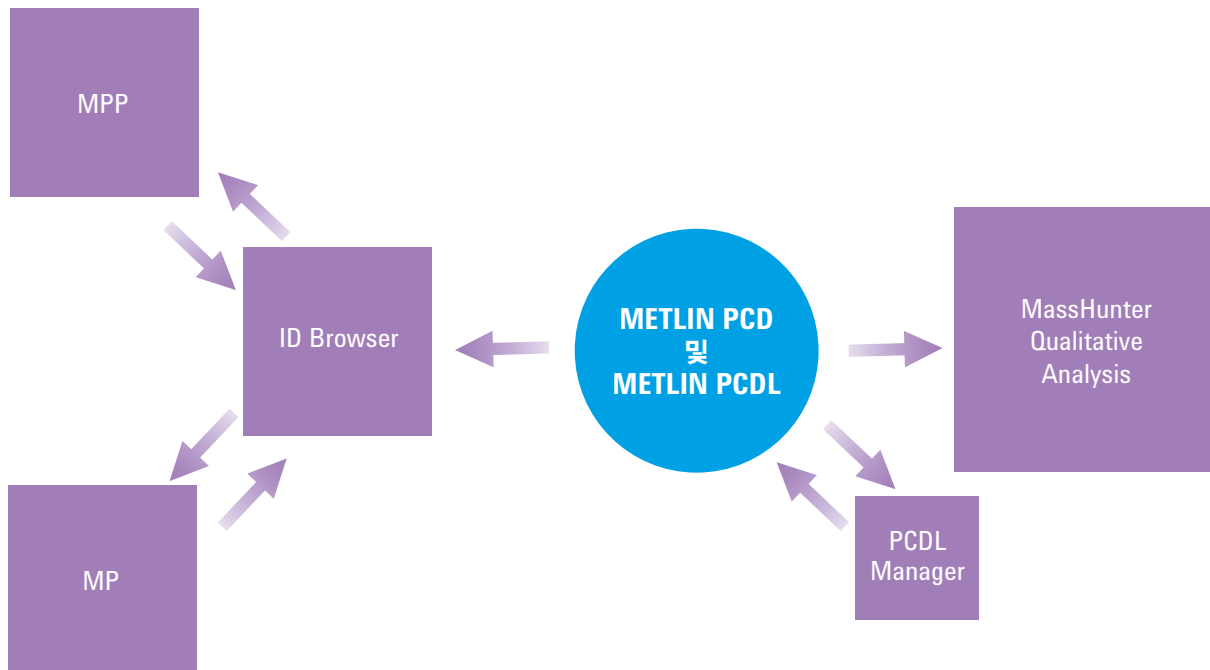 MPP
ID Browser
MP
METLIN PCD
및
METLIN PCDL
MassHunter
Qualitative
Analysis
PCDL
Manager